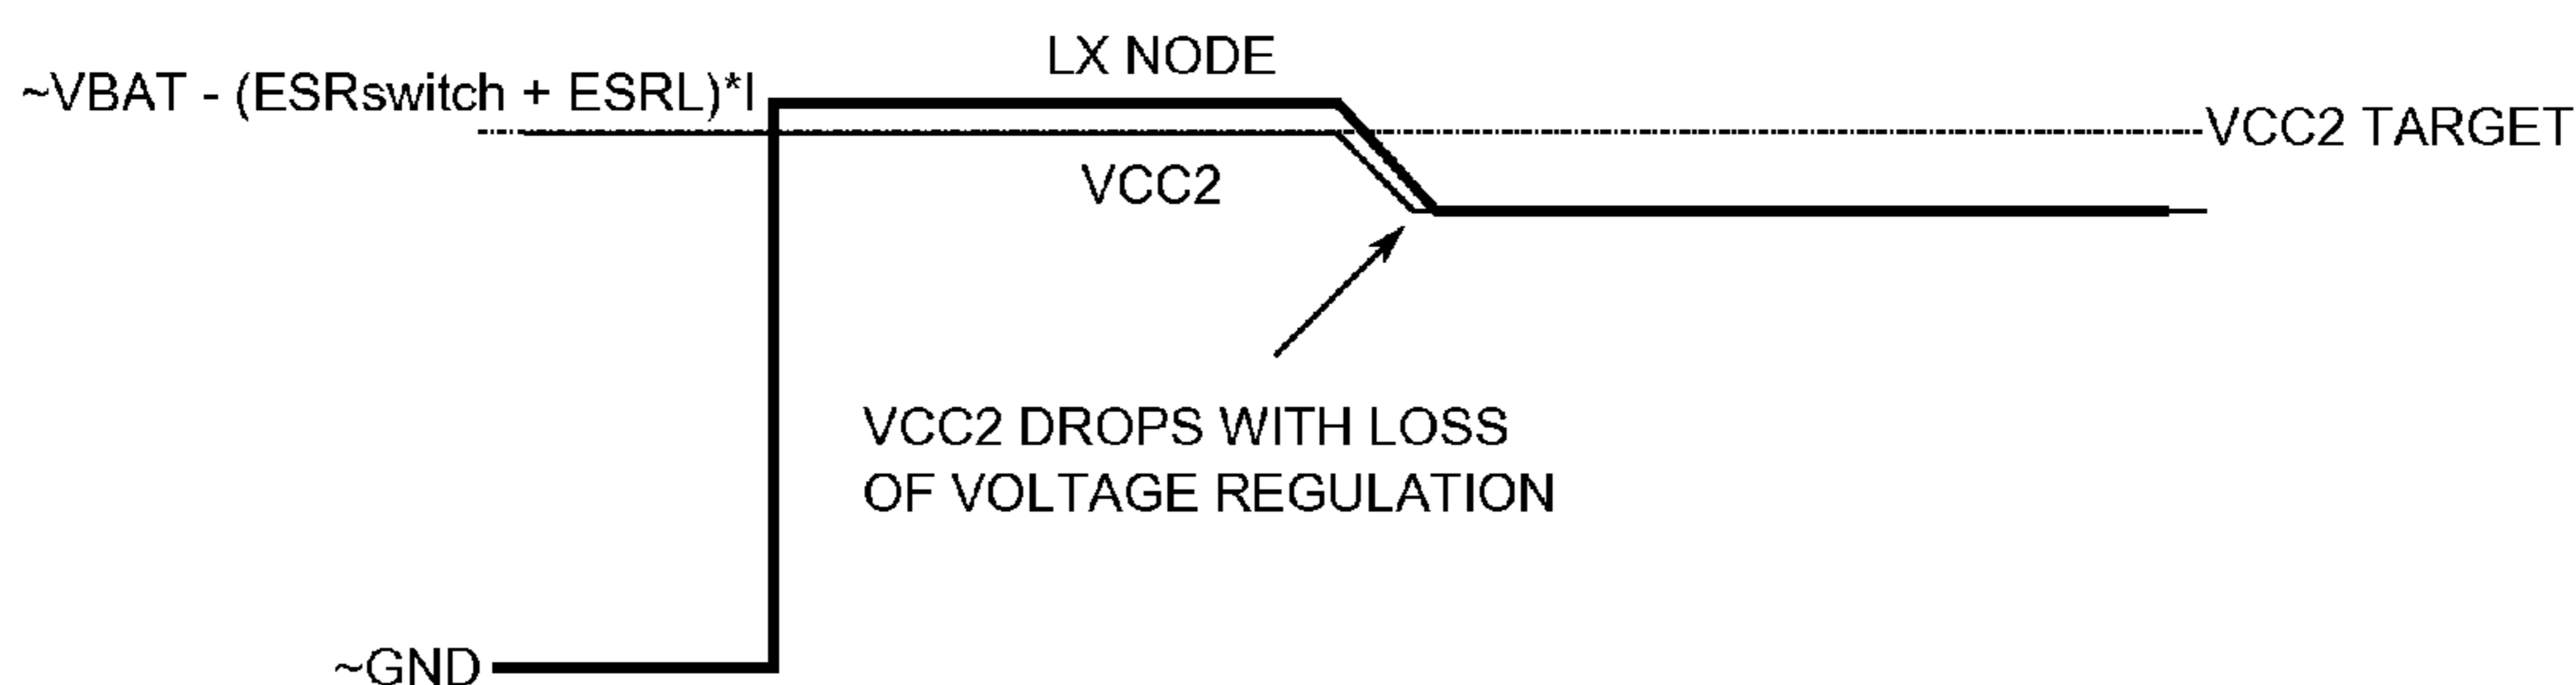 LX NODE
~VBAT - (ESRswitch + ESRL)*I
VCC2 TARGET
VCC2
VCC2 DROPS WITH LOSS
OF VOLTAGE REGULATION
~GND